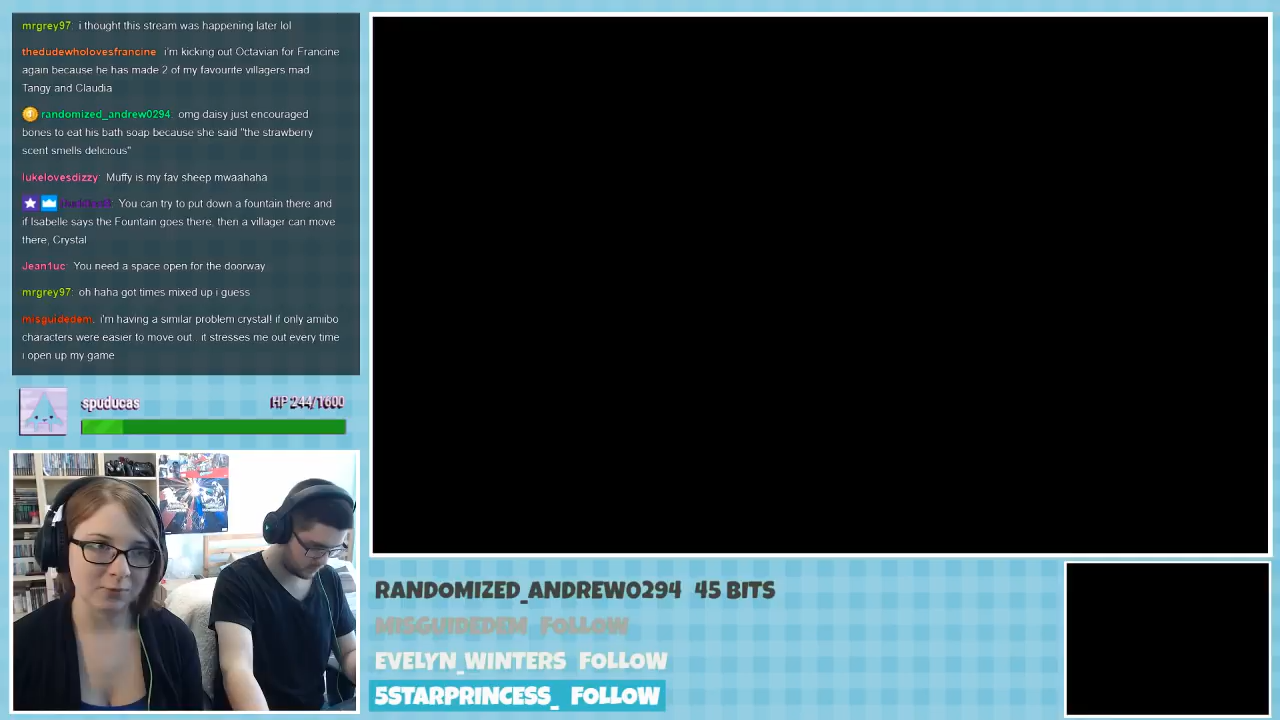 mrgrey97: i thought this stream was happening later lol
thedudewholovesfrancine: i'm kicking out Octavian for Francine
again because he has made 2 of my favourite villagers mad
Tangy and Claudia
randomized_andrew0294: omg daisy just encouraged
bones to eat his bath soap because she said "the strawberry
scent smells delicious"
lukelovesdizzy: Muffy is my fav sheep mwaahaha
You can try to put down a fountain there and
if Isabelle says the Fountain goes there, then a villager can move
there, Crystal
Jean1uc: You need a space open for the doorway
mrgrey97: oh haha got times mixed up i guess
misguidedem: i'm having a similar problem crystal! if only amiibo
characters were easier to move out.. it stresses me out every time
i open up my game
spuducas HP 244/1600
RANDOMIZED_ANDREW0294 45 BITS
MISGUIDEDEM FOLLOW
EVELYN_WINTERS FOLLOW
5STARPRINCESS_ FOLLOW